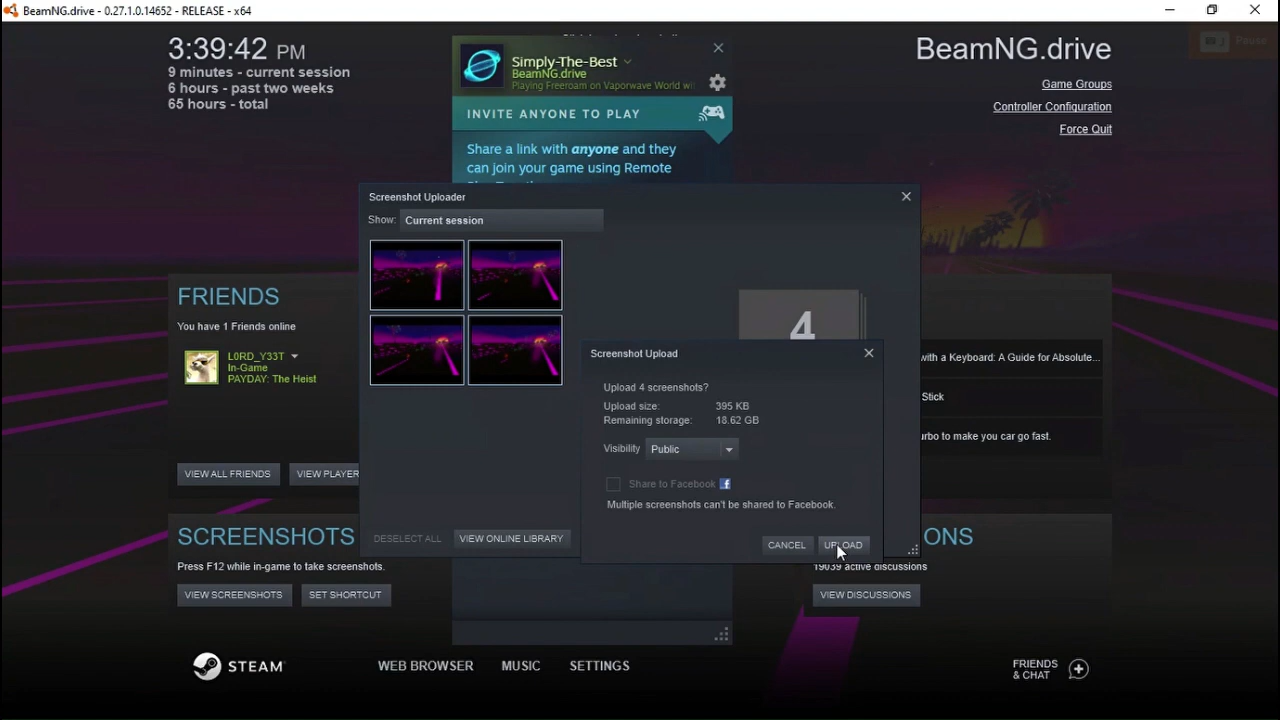 BeamNG.drive - 0.27.1.0.14652 - RELEASE - x64
3:39:42 PM
9 minutes - current session
6 hours - past two weeks
65 hours - total
Simply-The-Best
BeamNG.drive
Playing Freeroam on Vaporwave World wi
INVITE ANYONE TO PLAY
Share a link with anyone and they
can join your game using Remote
BeamNG.drive
Pause
Game Groups
Controller Configuration
Force Quit
Screenshot Uploader
Show: Current session
4
FRIENDS
You have 1 Friends online
L0RD_Y33T
In-Game
PAYDAY: The Heist
VIEW ALL FRIENDS
VIEW PLAYER
with a Keyboard: A Guide for Absolute...
Stick
urbo to make you car go fast.
Screenshot Upload
Upload 4 screenshots?
Upload size: 395 KB
Remaining storage: 18.62 GB
Visibility Public
Share to Facebook f
Multiple screenshots can't be shared to Facebook.
CANCEL UPLOAD
DESELECT ALL VIEW ONLINE LIBRARY
SCREENSHOTS
Press F12 while in-game to take screenshots.
VIEW SCREENSHOTS SET SHORTCUT
ONS
19039 active discussions
VIEW DISCUSSIONS
STEAM
WEB BROWSER MUSIC SETTINGS
FRIENDS
& CHAT